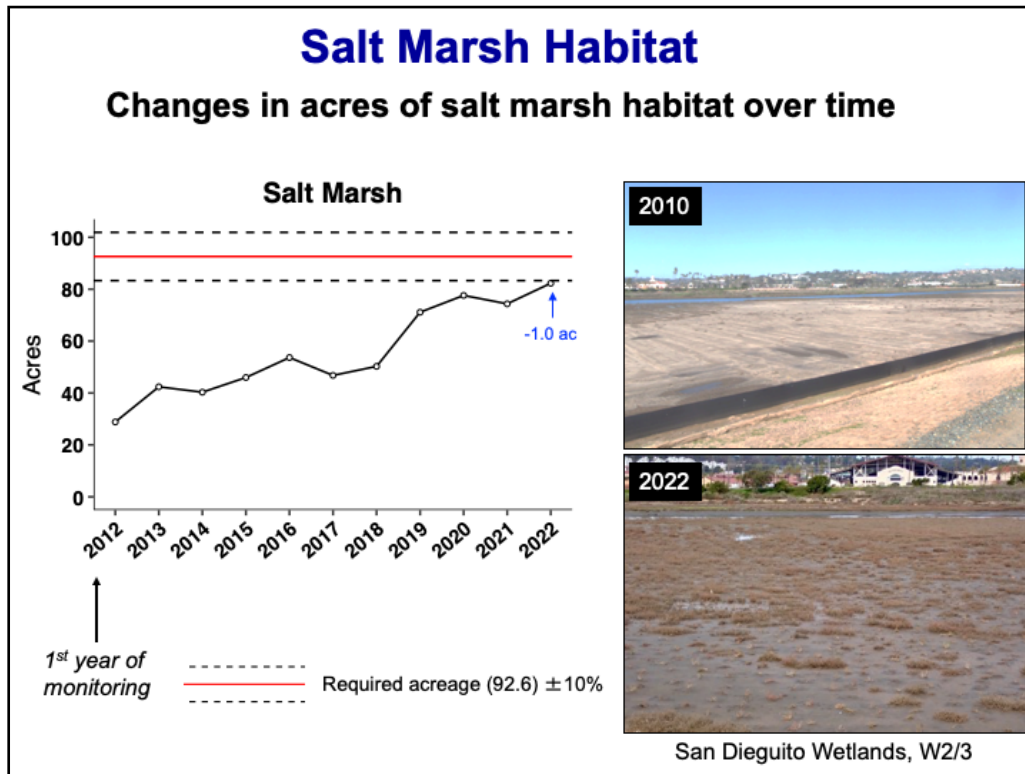 Salt Marsh Habitat
Changes in acres of salt marsh habitat over time
Salt Marsh
Acres
100
80
60
40
20
0
-1.0 ac
2012
2013
2014
2015
2016
2017
2018
2019
2020
2021
2022
1st year of
monitoring
Required acreage (92.6) ±10%
2010
2022
San Dieguito Wetlands, W2/3